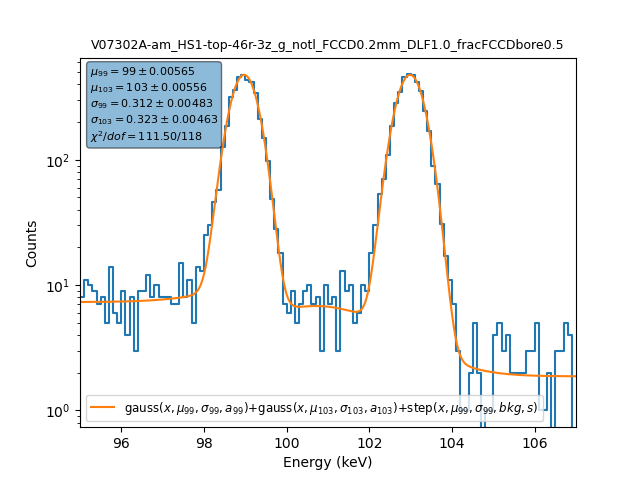 V07302A-am_HS1-top-46r-3z_g_notl_FCCD0.2mm_DLF1.0_fracFCCDbore0.5
μ₉₉ = 99 ± 0.00565
μ₁₀₃ = 103 ± 0.00556
σ₉₉ = 0.312 ± 0.00483
σ₁₀₃ = 0.323 ± 0.00463
χ²/dof = 111.50/118
Counts
10²
10¹
10⁰
gauss(x, μ₉₉, σ₉₉, a₉₉)+gauss(x, μ₁₀₃, σ₁₀₃, a₁₀₃)+step(x, μ₉₉, σ₉₉, bkg, s)
96 98 100 102 104 106
Energy (keV)